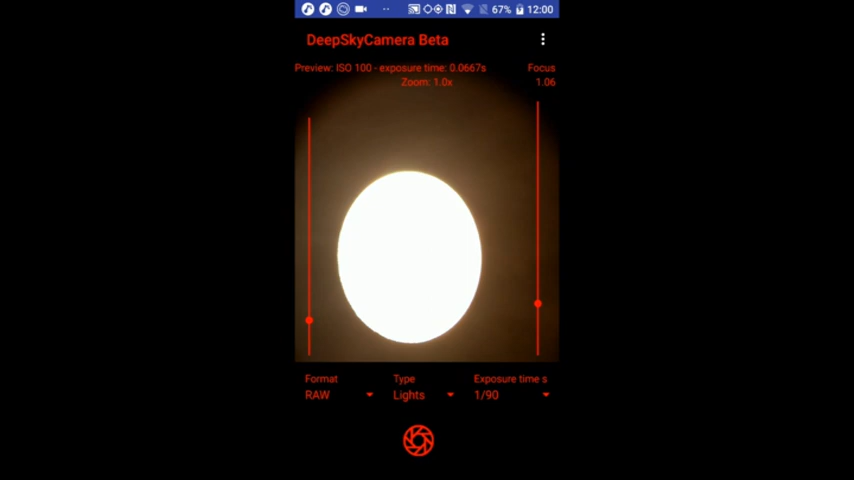 67% 12:00
DeepSkyCamera Beta
Preview: ISO 100 - exposure time: 0.0667s
Zoom: 1.0x
Focus
1.06
Format
Type
Exposure time s
RAW
Lights
1/90